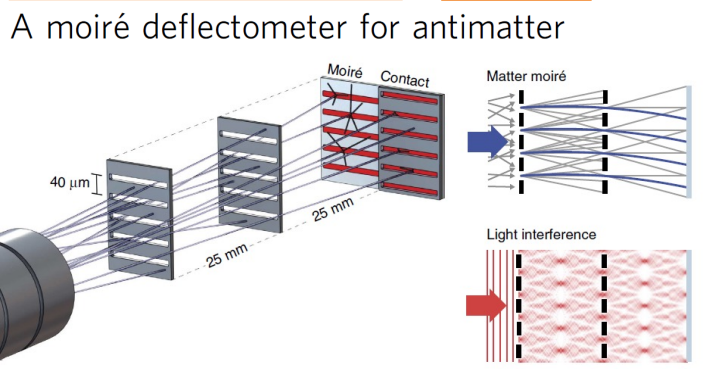 A moiré deflectometer for antimatter
Moiré
Contact
Matter moiré
40 μm
25 mm
25 mm
Light interference